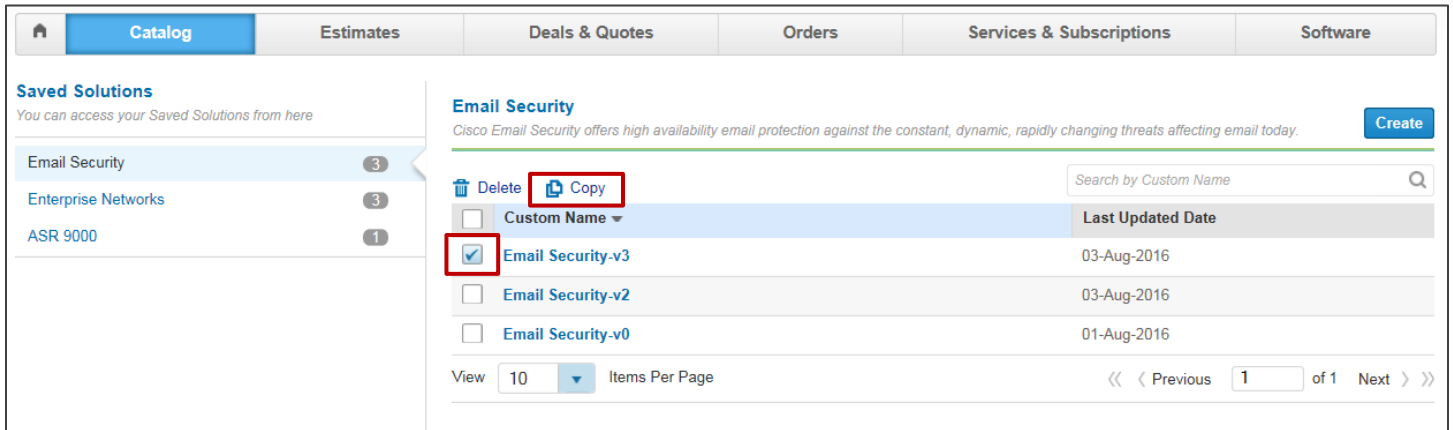 Catalog Estimates Deals & Quotes Orders Services & Subscriptions Software
Saved Solutions
You can access your Saved Solutions from here
Email Security 3
Enterprise Networks 3
ASR 9000 1
Email Security
Cisco Email Security offers high availability email protection against the constant, dynamic, rapidly changing threats affecting email today.
Create
Delete Copy
Search by Custom Name
Custom Name Last Updated Date
Email Security-v3 03-Aug-2016
Email Security-v2 03-Aug-2016
Email Security-v0 01-Aug-2016
View 10 Items Per Page
Previous 1 of 1 Next